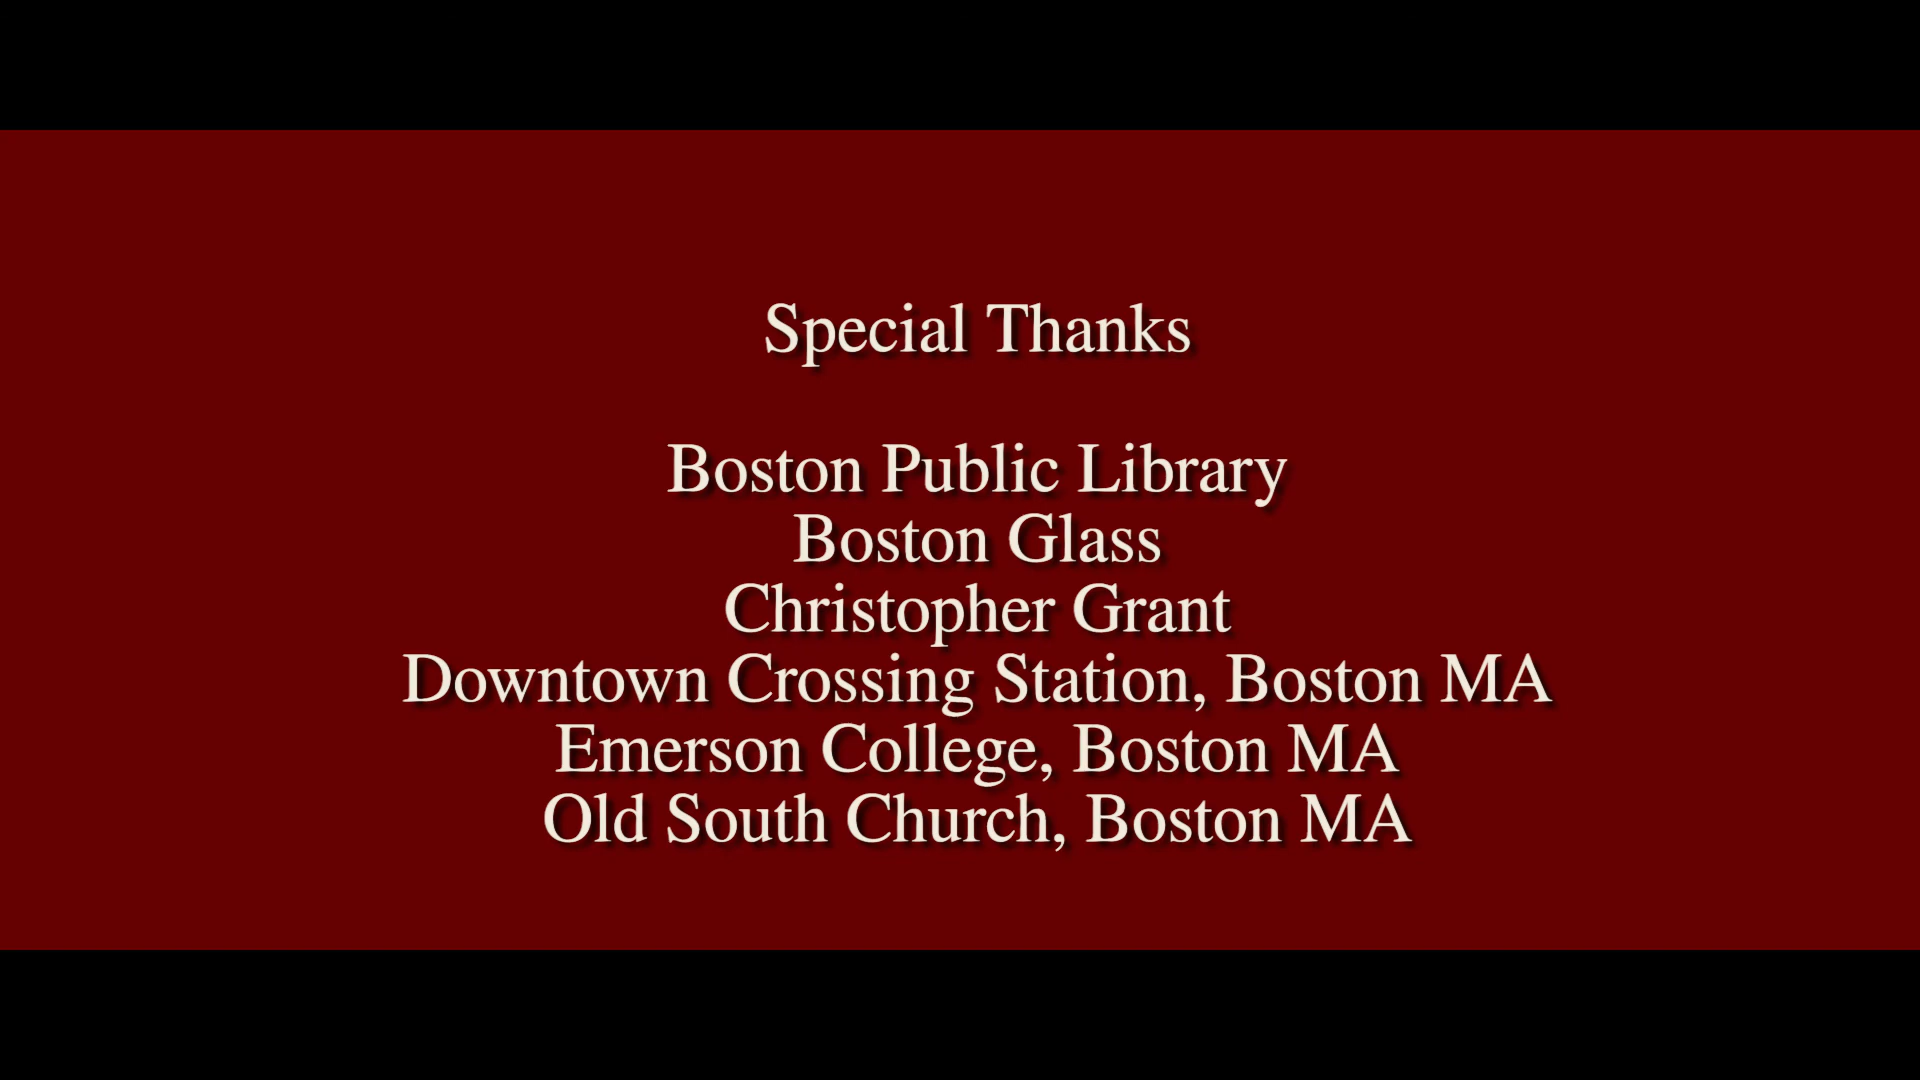 Special Thanks
Boston Public Library
Boston Glass
Christopher Grant
Downtown Crossing Station, Boston MA
Emerson College, Boston MA
Old South Church, Boston MA